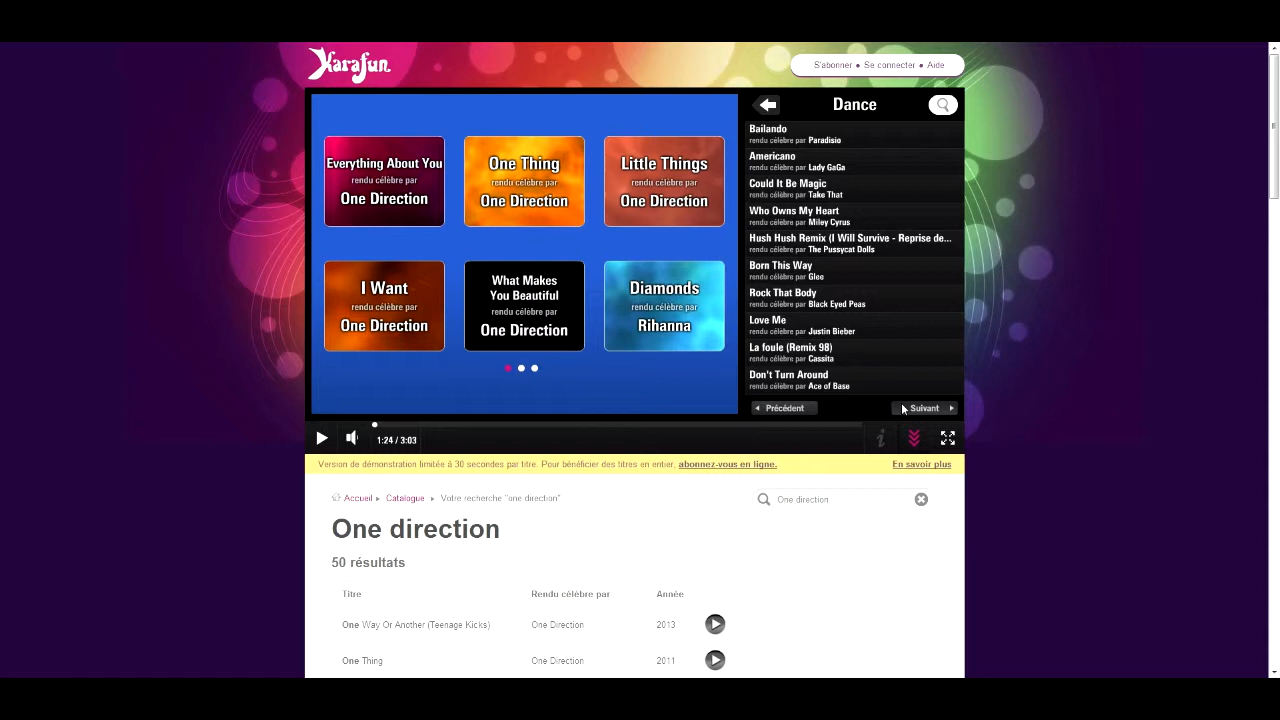 Karafun
S'abonner ● Se connecter ● Aide
Everything About You
rendu célèbre par
One Direction
One Thing
rendu célèbre par
One Direction
Little Things
rendu célèbre par
One Direction
I Want
rendu célèbre par
One Direction
What Makes
You Beautiful
rendu célèbre par
One Direction
Diamonds
rendu célèbre par
Rihanna
Dance
Bailando
rendu célèbre par Paradisio
Americano
rendu célèbre par Lady GaGa
Could It Be Magic
rendu célèbre par Take That
Who Owns My Heart
rendu célèbre par Miley Cyrus
Hush Hush Remix (I Will Survive - Reprise de...
rendu célèbre par The Pussycat Dolls
Born This Way
rendu célèbre par Glee
Rock That Body
rendu célèbre par Black Eyed Peas
Love Me
rendu célèbre par Justin Bieber
La foule (Remix 98)
rendu célèbre par Cassita
Don't Turn Around
rendu célèbre par Ace of Base
Précédent
Suivant
1:24 / 3:03
i
Version de démonstration limitée à 30 secondes par titre. Pour bénéficier des titres en entier, abonnez-vous en ligne.
En savoir plus
Accueil ▸ Catalogue ▸ Votre recherche "one direction"
One direction
One direction
50 résultats
Titre Rendu célèbre par Année
One Way Or Another (Teenage Kicks) One Direction 2013
One Thing One Direction 2011